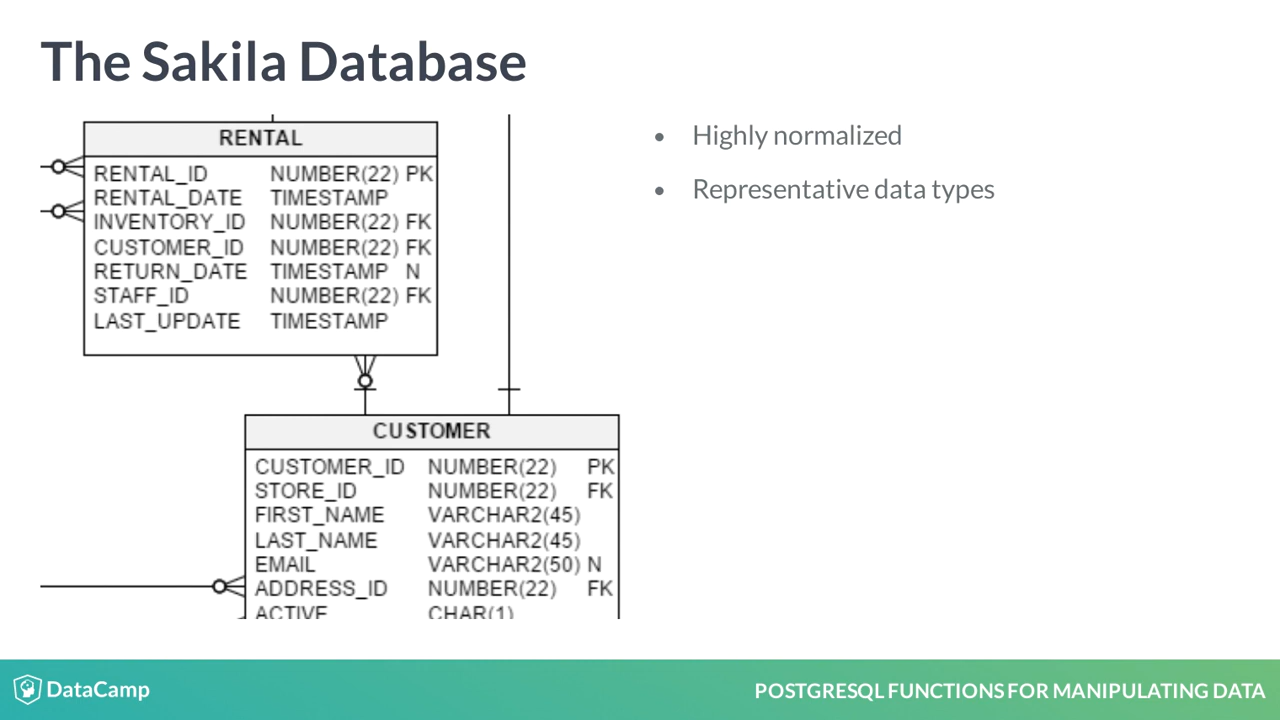 The Sakila Database
RENTAL
RENTAL_ID NUMBER(22) PK
RENTAL_DATE TIMESTAMP
INVENTORY_ID NUMBER(22) FK
CUSTOMER_ID NUMBER(22) FK
RETURN_DATE TIMESTAMP N
STAFF_ID NUMBER(22) FK
LAST_UPDATE TIMESTAMP
CUSTOMER
CUSTOMER_ID NUMBER(22) PK
STORE_ID NUMBER(22) FK
FIRST_NAME VARCHAR2(45)
LAST_NAME VARCHAR2(45)
EMAIL VARCHAR2(50) N
ADDRESS_ID NUMBER(22) FK
ACTIVE CHAR(1)
• Highly normalized
• Representative data types
DataCamp
POSTGRESQL FUNCTIONS FOR MANIPULATING DATA